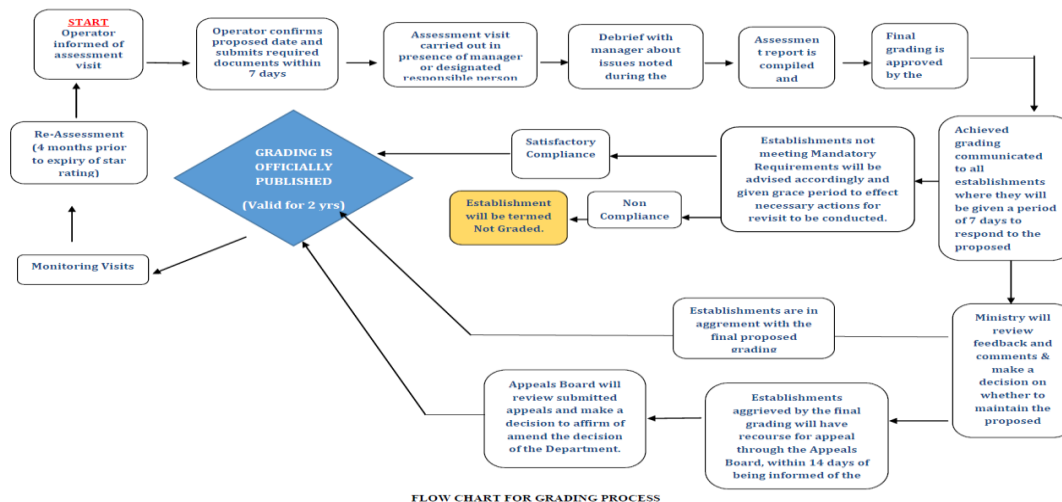 START
Operator
informed of
assessment
visit
Operator confirms
proposed date and
submits required
documents within
7 days
Assessment visit
carried out in
presence of manager
or designated
responsible person
Debrief with
manager about
issues noted
during the
Assessmen
t report is
compiled
and
Final
grading is
approved by
the
Achieved
grading
communicated
to all
establishments
where they will
be given a period
of 7 days to
respond to the
proposed
Establishments not
meeting Mandatory
Requirements will be
advised accordingly and
given grace period to effect
necessary actions for
revisit to be conducted.
Satisfactory
Compliance
Non
Compliance
Establishment
will be termed
Not Graded.
GRADING IS
OFFICIALLY
PUBLISHED
(Valid for 2 yrs)
Re-Assessment
(4 months prior
to expiry of star
rating)
Monitoring Visits
Establishments are in
aggrement with the
final proposed
grading
Ministry will
review
feedback and
comments &
make a
decision on
whether to
maintain the
proposed
Establishments
aggrieved by the final
grading will have
recourse for appeal
through the Appeals
Board, within 14 days of
being informed of the
Appeals Board will
review submitted
appeals and make a
decision to affirm of
amend the decision
of the Department.
FLOW CHART FOR GRADING PROCESS